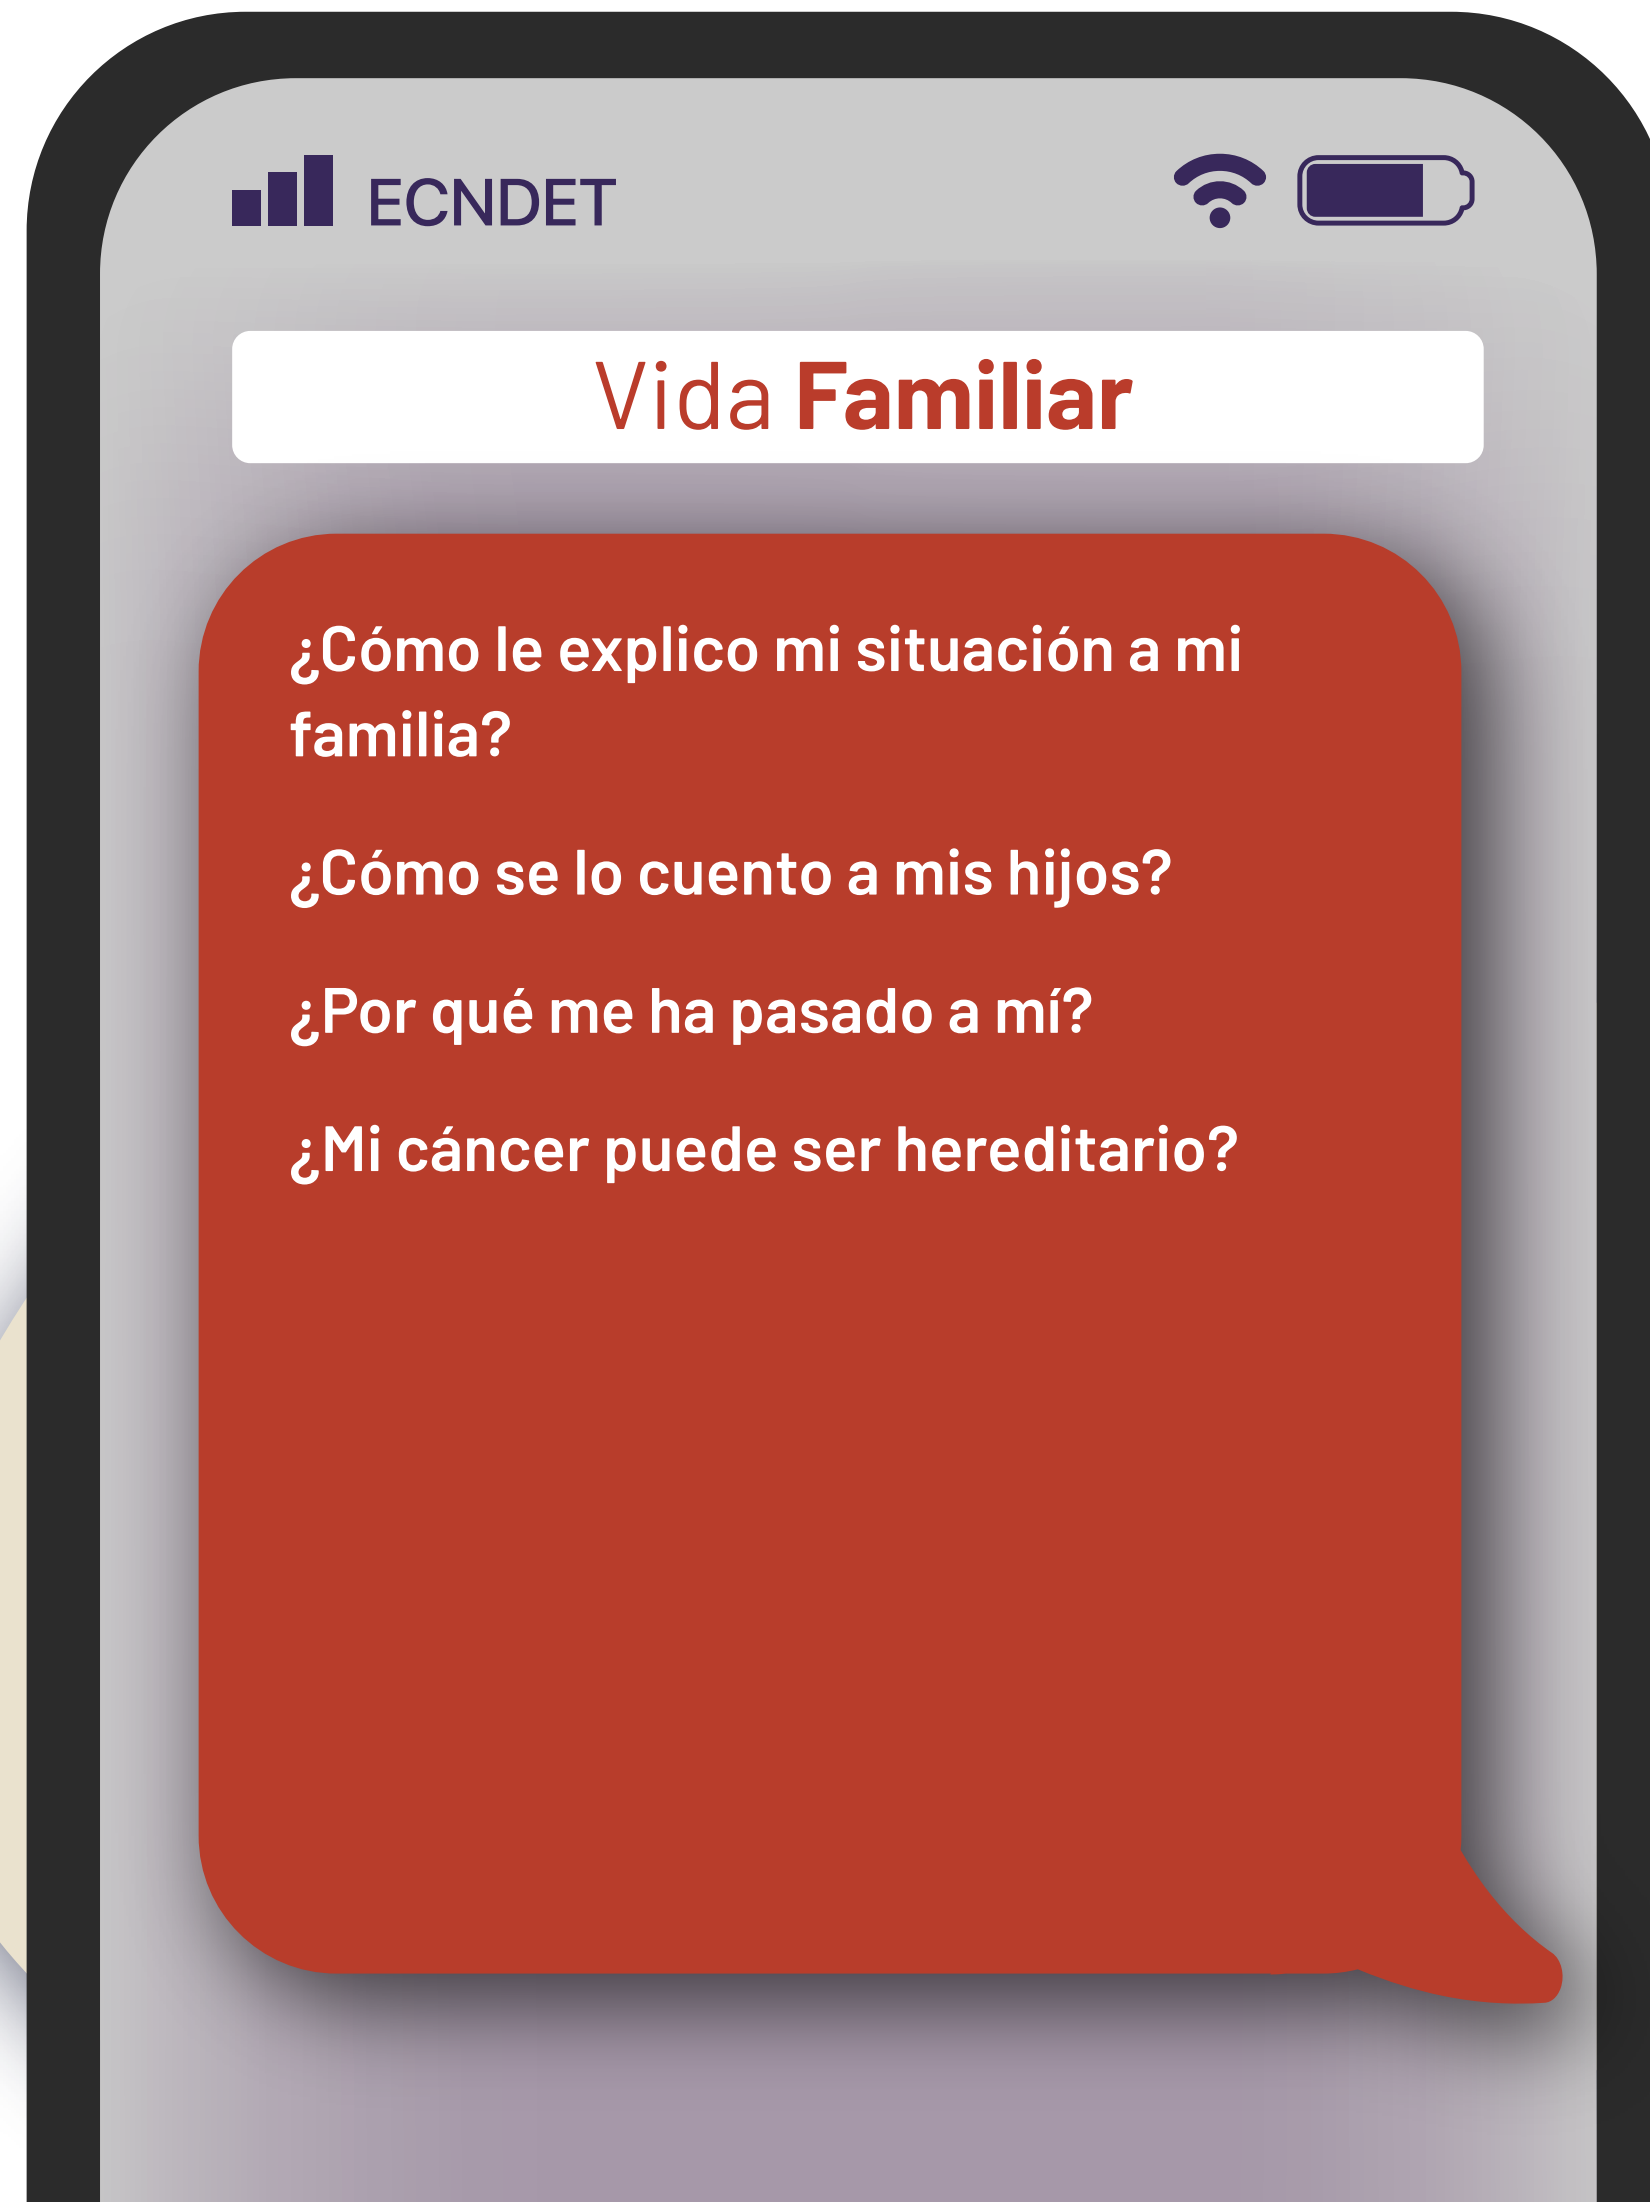 ECNDET
Vida Familiar
¿Cómo le explico mi situación a mi
familia?
¿Cómo se lo cuento a mis hijos?
¿Por qué me ha pasado a mí?
¿Mi cáncer puede ser hereditario?